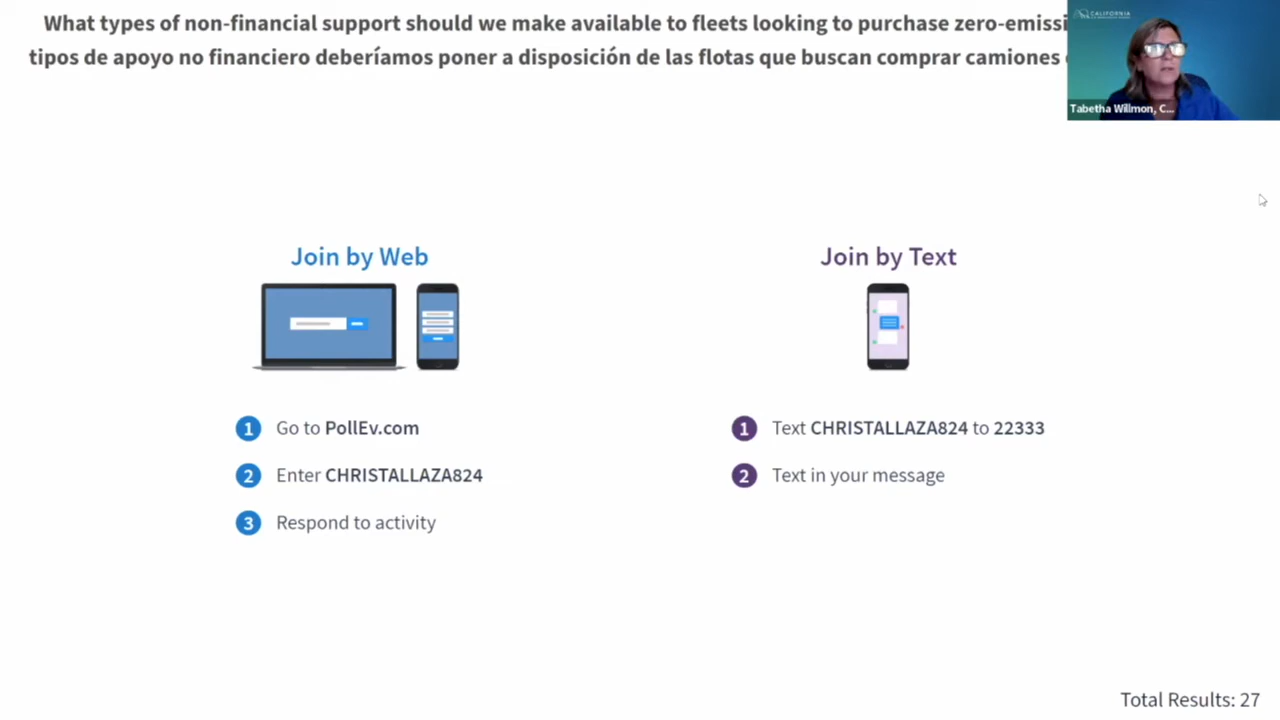 What types of non-financial support should we make available to fleets looking to purchase zero-emissi
tipos de apoyo no financiero deberíamos poner a disposición de las flotas que buscan comprar camiones
CALIFORNIA
Tabetha Willmon, C...
Join by Web
Join by Text
1 Go to PollEv.com
1 Text CHRISTALLAZA824 to 22333
2 Enter CHRISTALLAZA824
2 Text in your message
3 Respond to activity
Total Results: 27